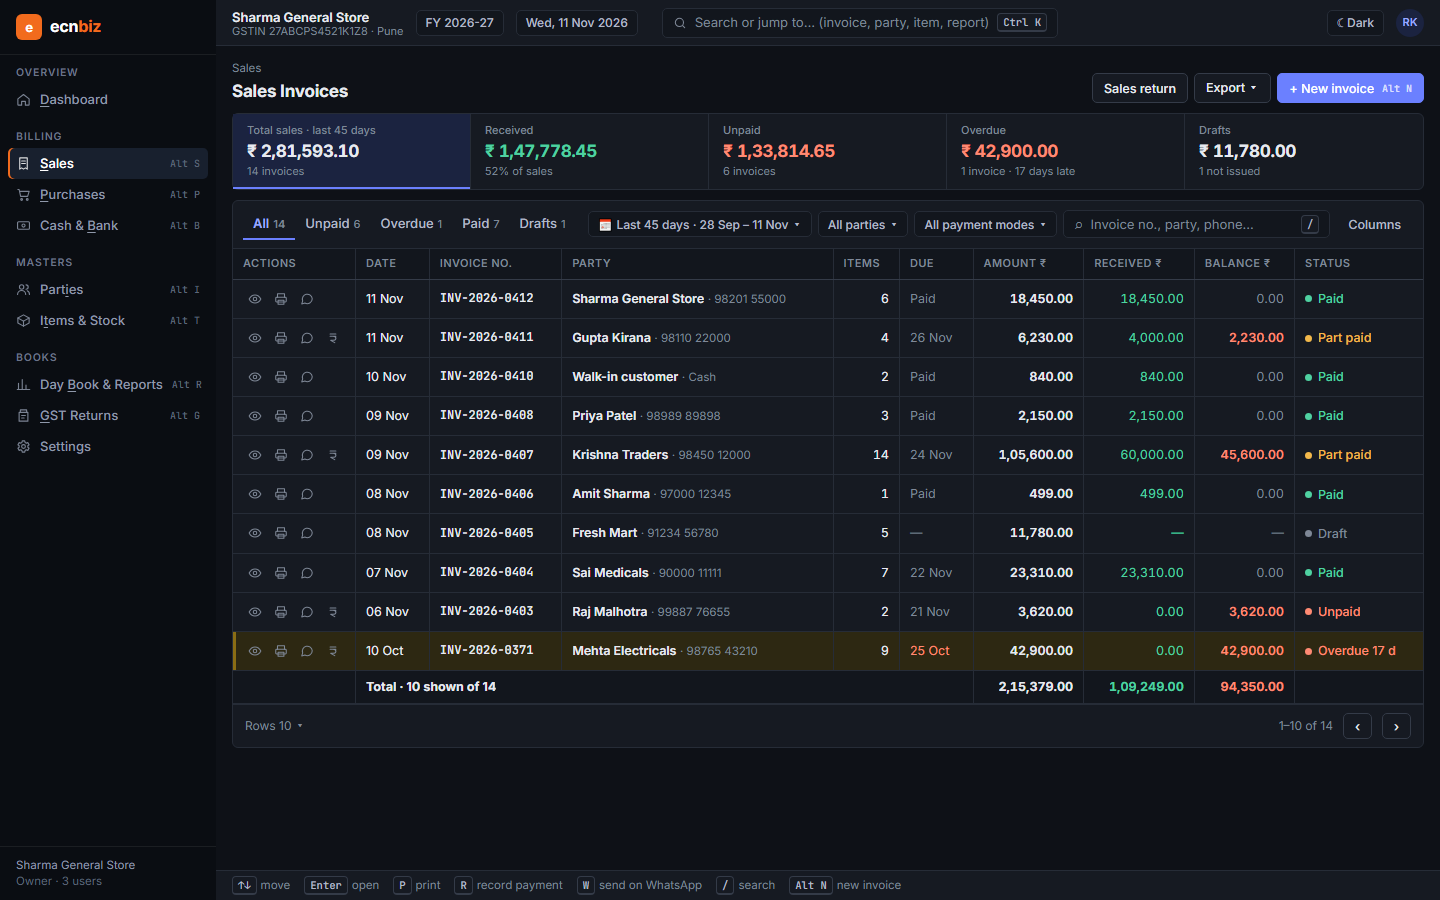 e ecnbiz
OVERVIEW
Dashboard
BILLING
Sales Alt S
Purchases Alt P
Cash & Bank Alt B
MASTERS
Parties Alt I
Items & Stock Alt T
BOOKS
Day Book & Reports Alt R
GST Returns Alt G
Settings
Sharma General Store
Owner · 3 users
Sharma General Store
GSTIN 27ABCPS4521K1Z8 · Pune
FY 2026-27
Wed, 11 Nov 2026
Search or jump to... (invoice, party, item, report) Ctrl K
☾ Dark
RK
Sales
Sales Invoices
Sales return
Export ▾
+ New invoice Alt N
Total sales · last 45 days
₹ 2,81,593.10
14 invoices
Received
₹ 1,47,778.45
52% of sales
Unpaid
₹ 1,33,814.65
6 invoices
Overdue
₹ 42,900.00
1 invoice · 17 days late
Drafts
₹ 11,780.00
1 not issued
All 14 Unpaid 6 Overdue 1 Paid 7 Drafts 1 Last 45 days · 28 Sep – 11 Nov ▾ All parties ▾ All payment modes ▾ Invoice no., party, phone... / Columns
ACTIONS DATE INVOICE NO. PARTY ITEMS DUE AMOUNT ₹ RECEIVED ₹ BALANCE ₹ STATUS
11 Nov INV-2026-0412 Sharma General Store · 98201 55000 6 Paid 18,450.00 18,450.00 0.00 Paid
₹ 11 Nov INV-2026-0411 Gupta Kirana · 98110 22000 4 26 Nov 6,230.00 4,000.00 2,230.00 Part paid
10 Nov INV-2026-0410 Walk-in customer · Cash 2 Paid 840.00 840.00 0.00 Paid
09 Nov INV-2026-0408 Priya Patel · 98989 89898 3 Paid 2,150.00 2,150.00 0.00 Paid
₹ 09 Nov INV-2026-0407 Krishna Traders · 98450 12000 14 24 Nov 1,05,600.00 60,000.00 45,600.00 Part paid
08 Nov INV-2026-0406 Amit Sharma · 97000 12345 1 Paid 499.00 499.00 0.00 Paid
08 Nov INV-2026-0405 Fresh Mart · 91234 56780 5 — 11,780.00 — — Draft
07 Nov INV-2026-0404 Sai Medicals · 90000 11111 7 22 Nov 23,310.00 23,310.00 0.00 Paid
₹ 06 Nov INV-2026-0403 Raj Malhotra · 99887 76655 2 21 Nov 3,620.00 0.00 3,620.00 Unpaid
₹ 10 Oct INV-2026-0371 Mehta Electricals · 98765 43210 9 25 Oct 42,900.00 0.00 42,900.00 Overdue 17 d
Total · 10 shown of 14 2,15,379.00 1,09,249.00 94,350.00
Rows 10 ▾ 1–10 of 14 ‹ ›
↑↓ move Enter open P print R record payment W send on WhatsApp / search Alt N new invoice